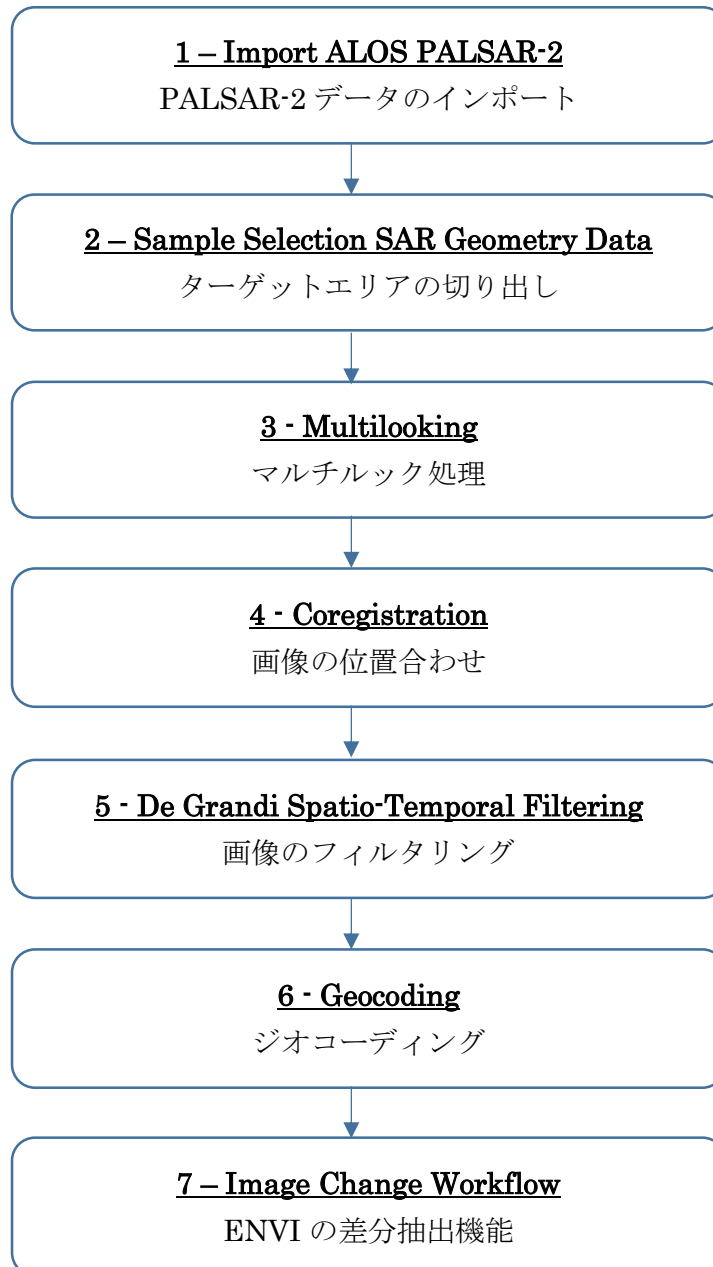 1 – Import ALOS PALSAR-2
PALSAR-2 データのインポート
2 – Sample Selection SAR Geometry Data
ターゲットエリアの切り出し
3 - Multilooking
マルチルック処理
4 - Coregistration
画像の位置合わせ
5 - De Grandi Spatio-Temporal Filtering
画像のフィルタリング
6 - Geocoding
ジオコーディング
7 – Image Change Workflow
ENVI の差分抽出機能